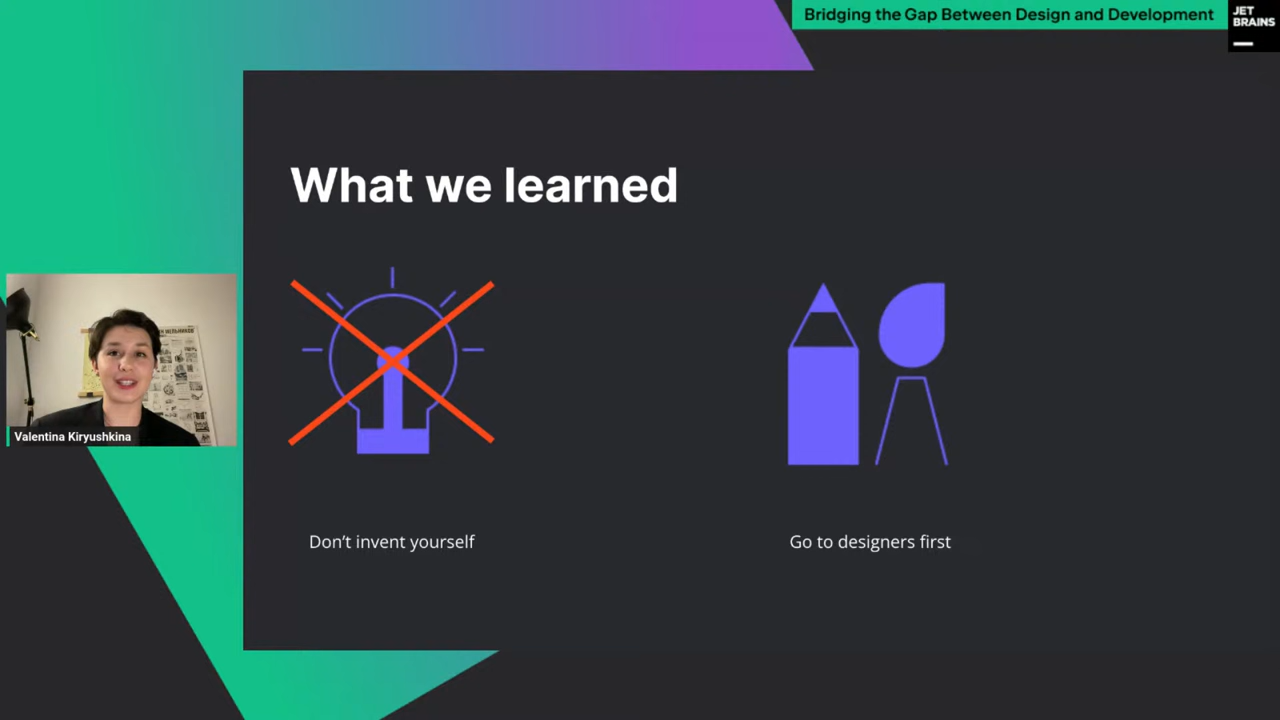 Bridging the Gap Between Design and Development
JET
BRAINS
What we learned
Valentina Kiryushkina
Don’t invent yourself
Go to designers first